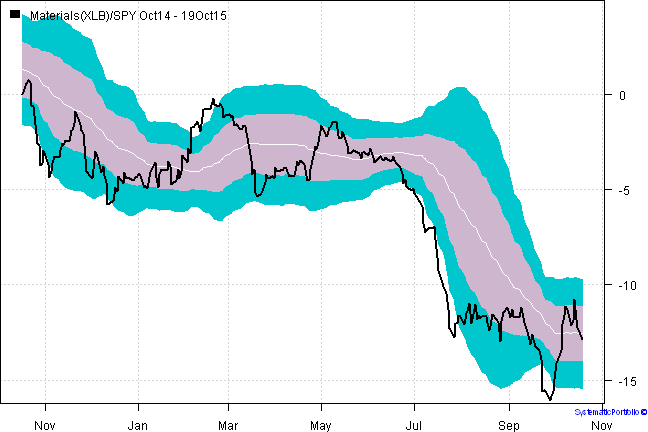 Materials(XLB)/SPY Oct14 - 19Oct15
0
-5
-10
-15
SystematicPortfolio ©
Nov Jan Mar May Jul Sep Nov